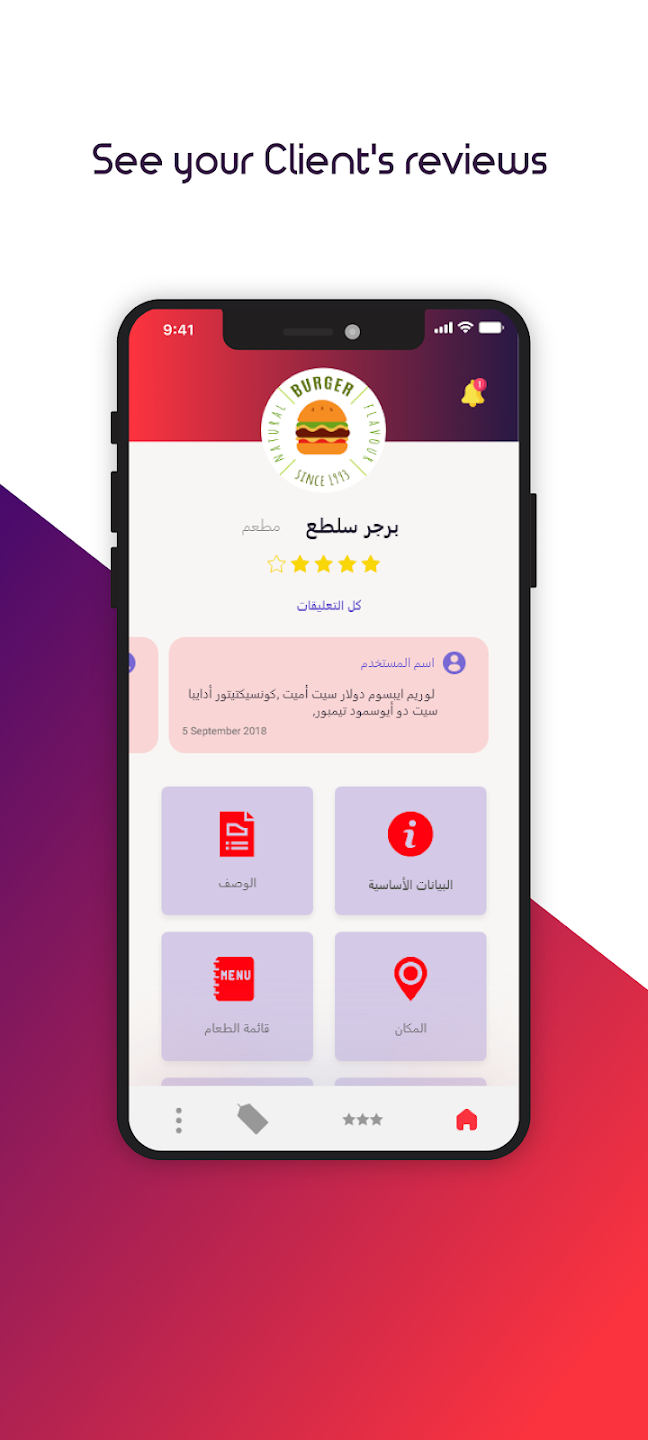 See your Client's reviews
9:41
1
BURGER
NATURAL
FLAVOUR
SINCE 1993
برجر سلطع مطعم
كل التعليقات
اسم المستخدم
لوريم ايبسوم دولار سيت أميت ,كونسيكتيتور أدايبا
سيت دو أيوسمود تيمبور,
5 September 2018
البيانات الأساسية
الوصف
MENU
المكان
قائمة الطعام